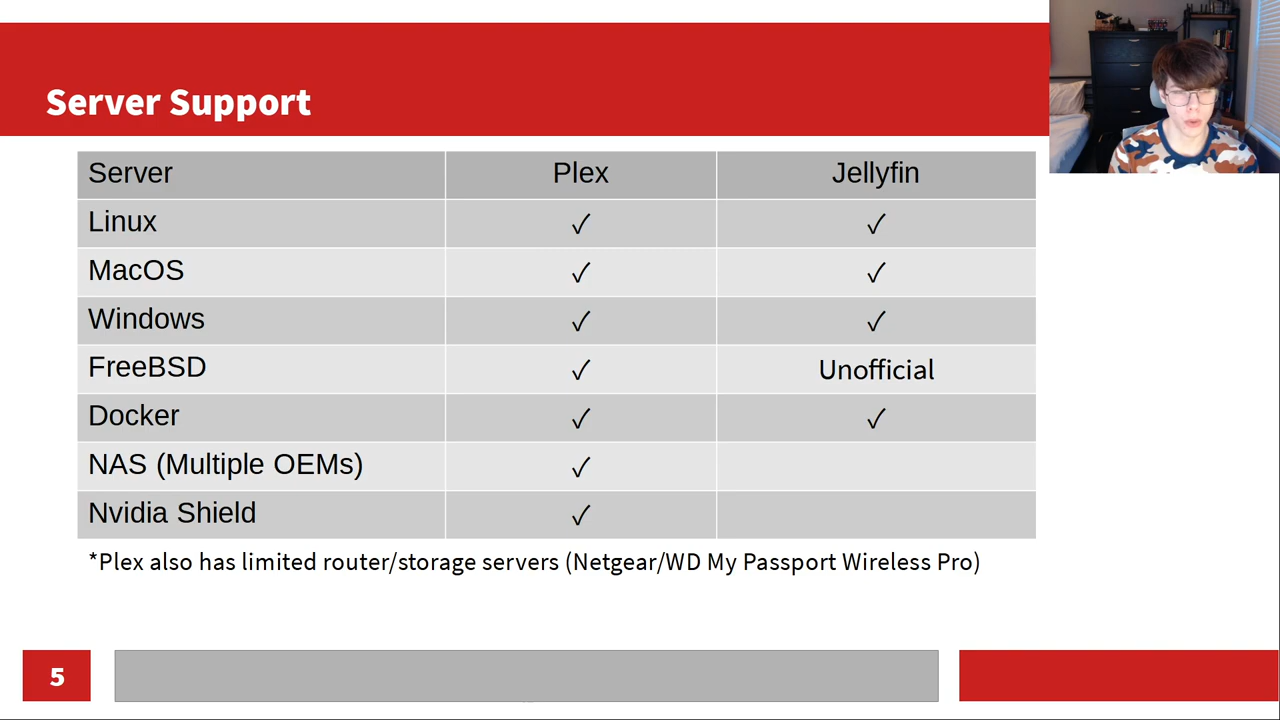 Server Support
Server Plex Jellyfin
Linux ✓ ✓
MacOS ✓ ✓
Windows ✓ ✓
FreeBSD ✓ Unofficial
Docker ✓ ✓
NAS (Multiple OEMs) ✓
Nvidia Shield ✓
*Plex also has limited router/storage servers (Netgear/WD My Passport Wireless Pro)
5